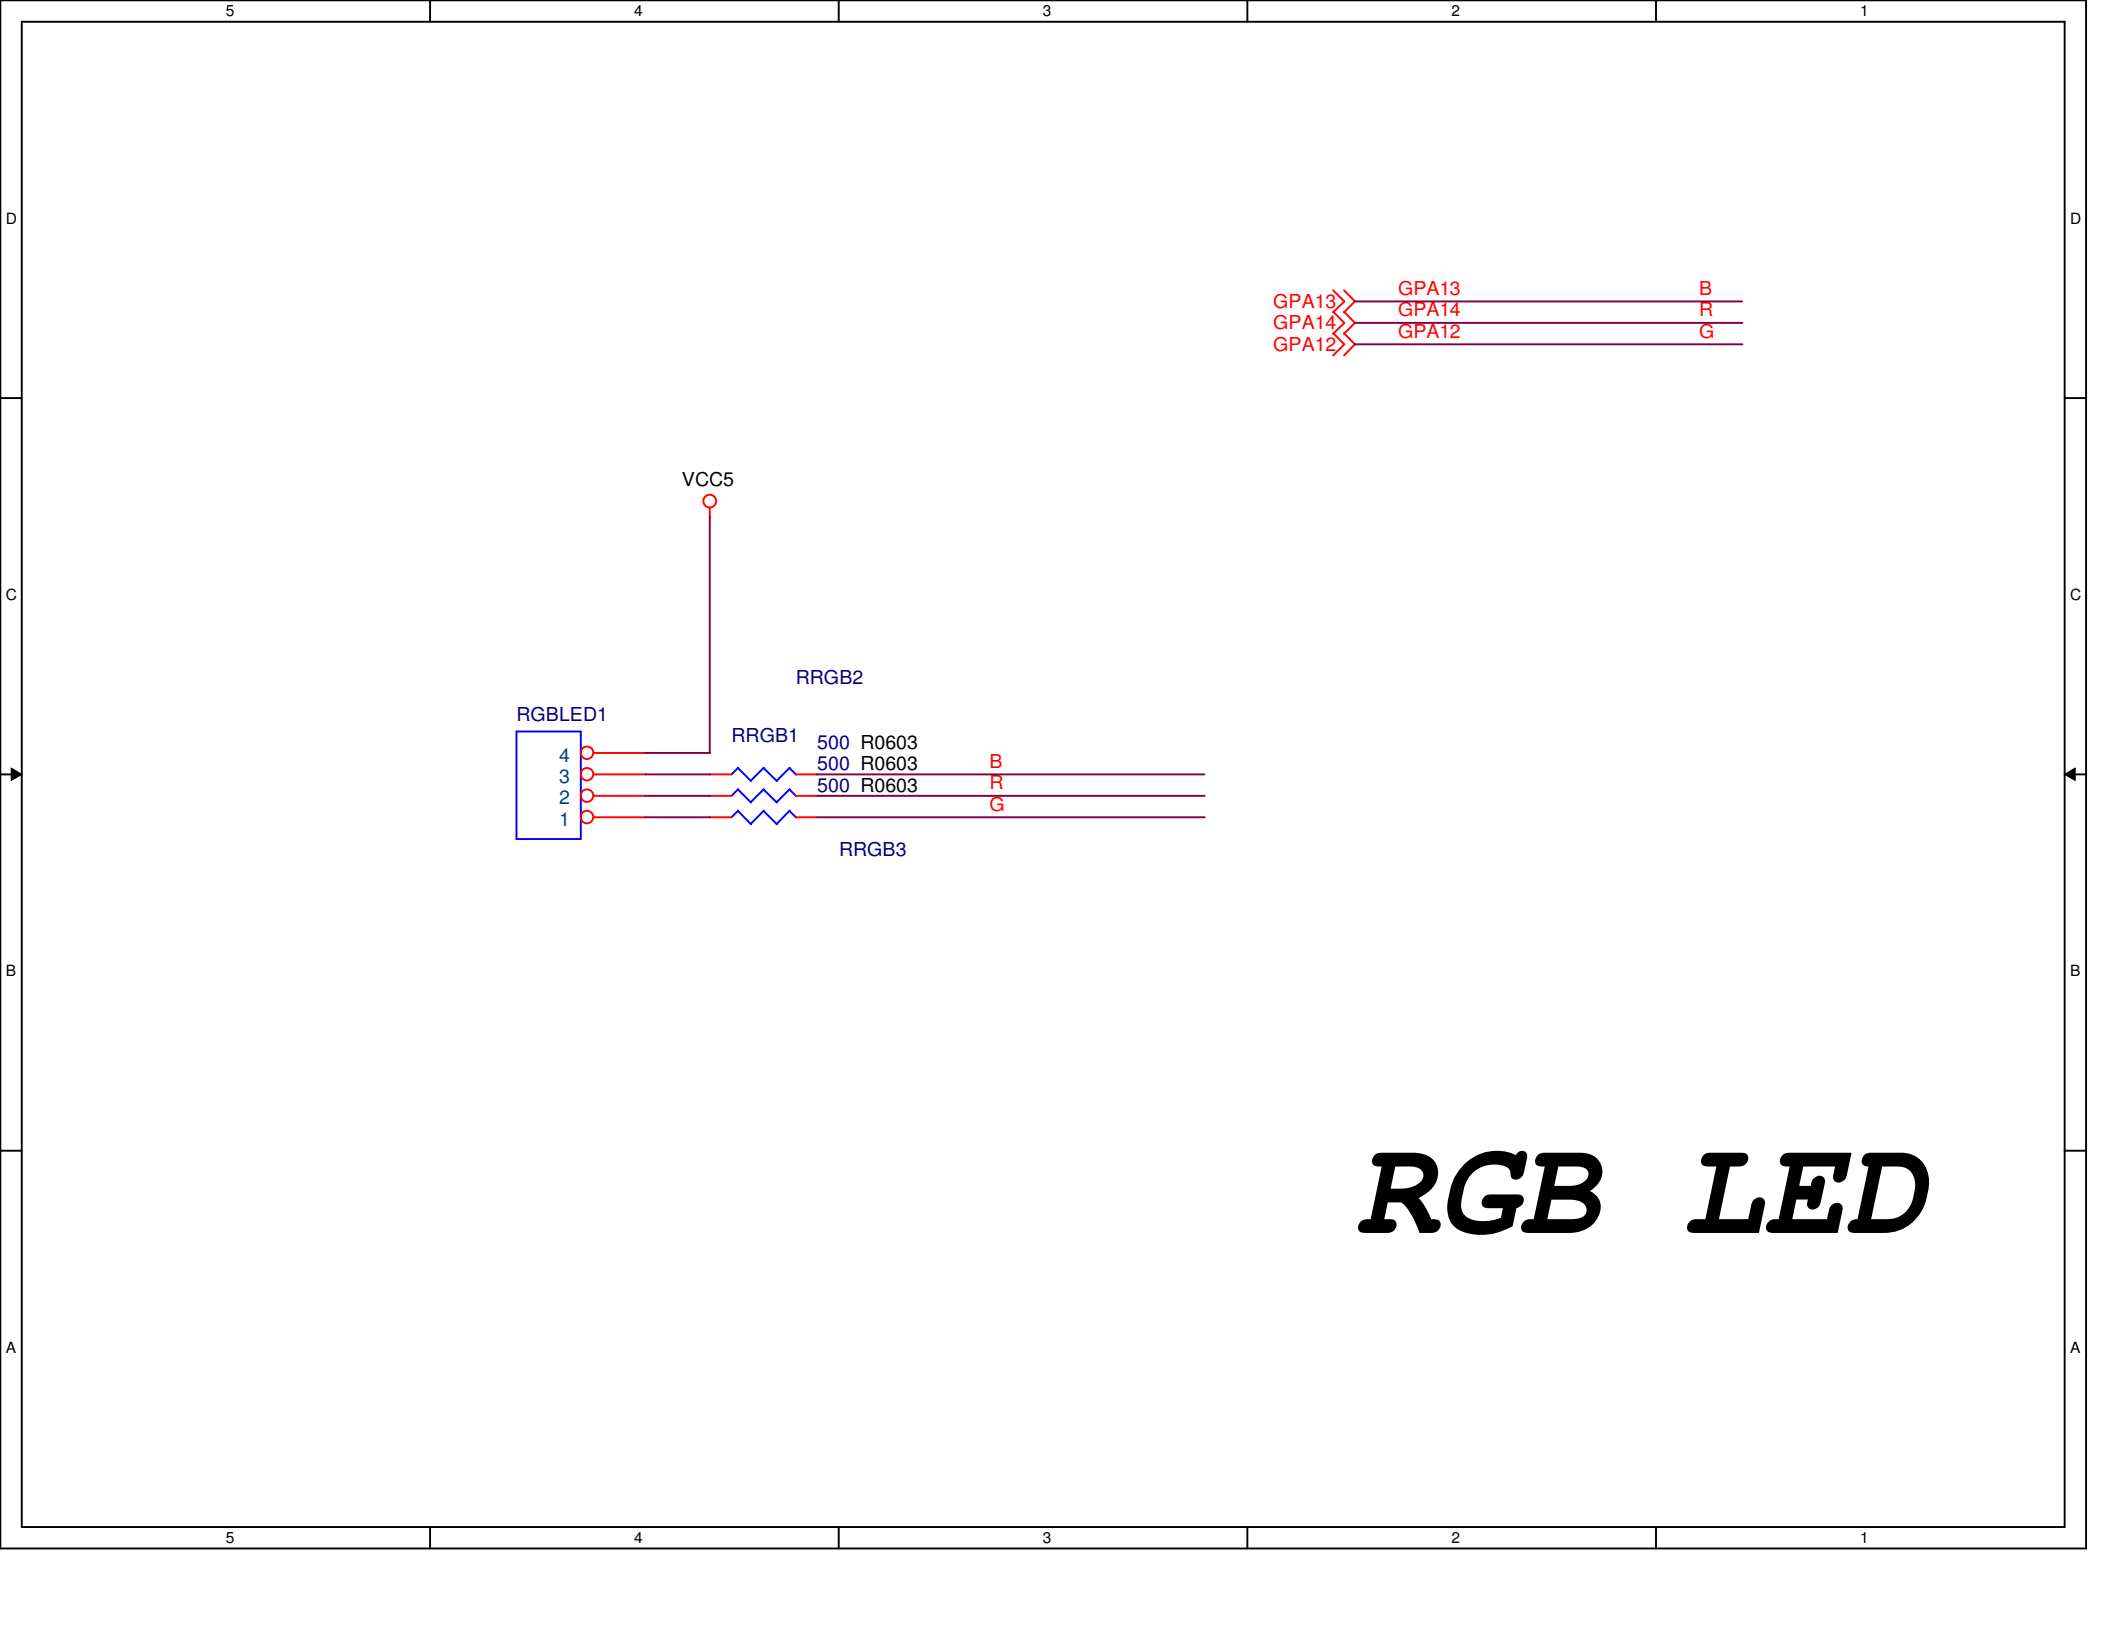 5 4 3 2 1
D D
GPA13 GPA13 B
GPA14 GPA14 R
GPA12 GPA12 G
VCC5
C C
RRGB2
RGBLED1
RRGB1
500 R0603
4
500 R0603 B
3
500 R0603 R
2
G
1
RRGB3
B B
RGB LED
A A
5 4 3 2 1